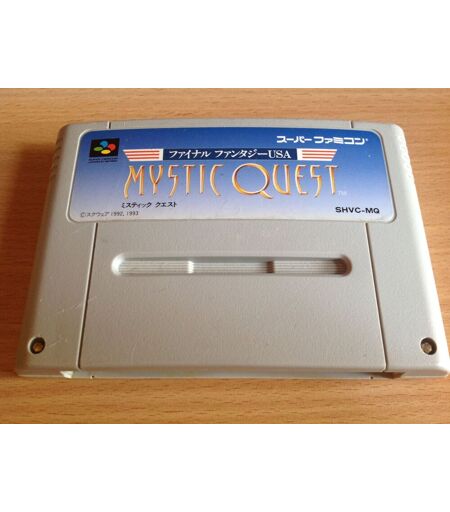 スーパーファミコン
ファイナル ファンタジーUSA
MYSTIC QUEST™
ミスティック クエスト
©スクウェア 1992, 1993
SHVC-MQ